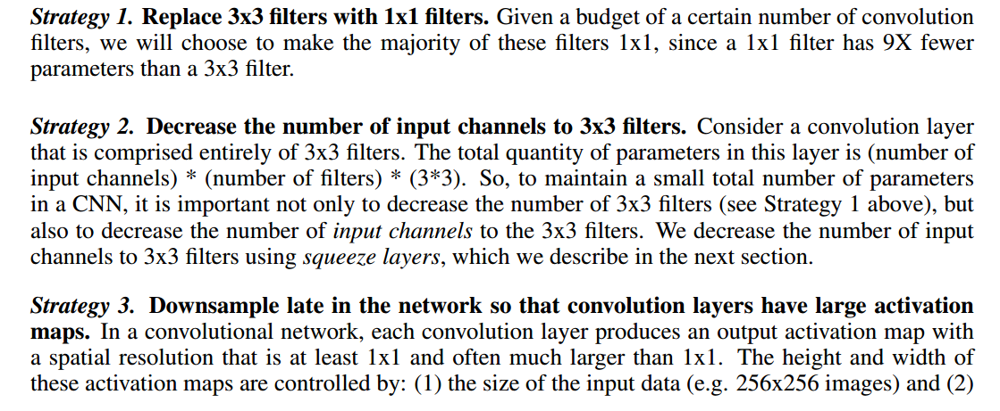 Strategy 1. Replace 3x3 filters with 1x1 filters. Given a budget of a certain number of convolution
filters, we will choose to make the majority of these filters 1x1, since a 1x1 filter has 9X fewer
parameters than a 3x3 filter.
Strategy 2. Decrease the number of input channels to 3x3 filters. Consider a convolution layer
that is comprised entirely of 3x3 filters. The total quantity of parameters in this layer is (number of
input channels) * (number of filters) * (3*3). So, to maintain a small total number of parameters
in a CNN, it is important not only to decrease the number of 3x3 filters (see Strategy 1 above), but
also to decrease the number of input channels to the 3x3 filters. We decrease the number of input
channels to 3x3 filters using squeeze layers, which we describe in the next section.
Strategy 3. Downsample late in the network so that convolution layers have large activation
maps. In a convolutional network, each convolution layer produces an output activation map with
a spatial resolution that is at least 1x1 and often much larger than 1x1. The height and width of
these activation maps are controlled by: (1) the size of the input data (e.g. 256x256 images) and (2)